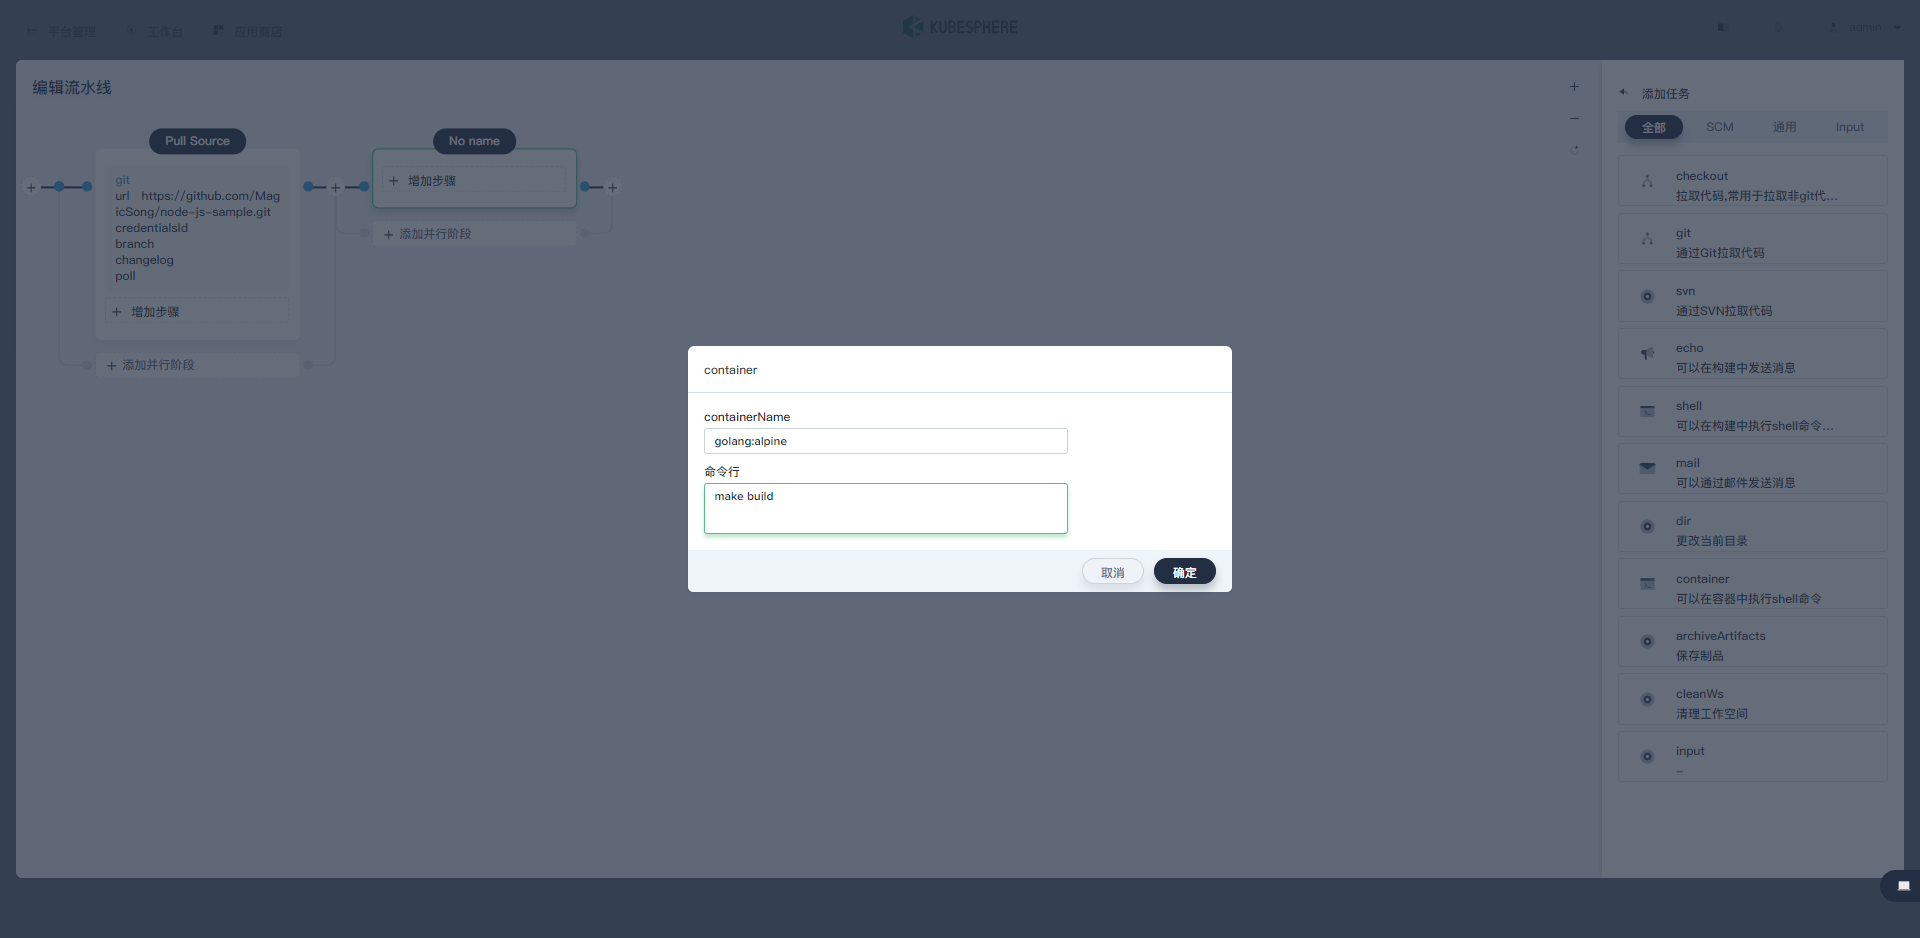 平台管理
工作台
应用商店
KUBESPHERE
admin
编辑流水线
Pull Source
git
url https://github.com/Mag
icSong/node-js-sample.git
credentialsId
branch
changelog
poll
+ 增加步骤
+ 添加并行阶段
No name
+ 增加步骤
+ 添加并行阶段
container
containerName
golang:alpine
命令行
make build
取消
确定
添加任务
全部
SCM
通用
Input
checkout
拉取代码,常用于拉取非git代...
git
通过Git拉取代码
svn
通过SVN拉取代码
echo
可以在构建中发送消息
shell
可以在构建中执行shell命令...
mail
可以通过邮件发送消息
dir
更改当前目录
container
可以在容器中执行shell命令
archiveArtifacts
保存制品
cleanWs
清理工作空间
input
–